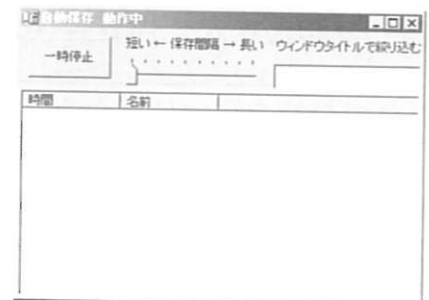 自動保存 動作中
一時停止
短い ← 保存間隔 → 長い
ウィンドウタイトルで絞り込む
時間
名前